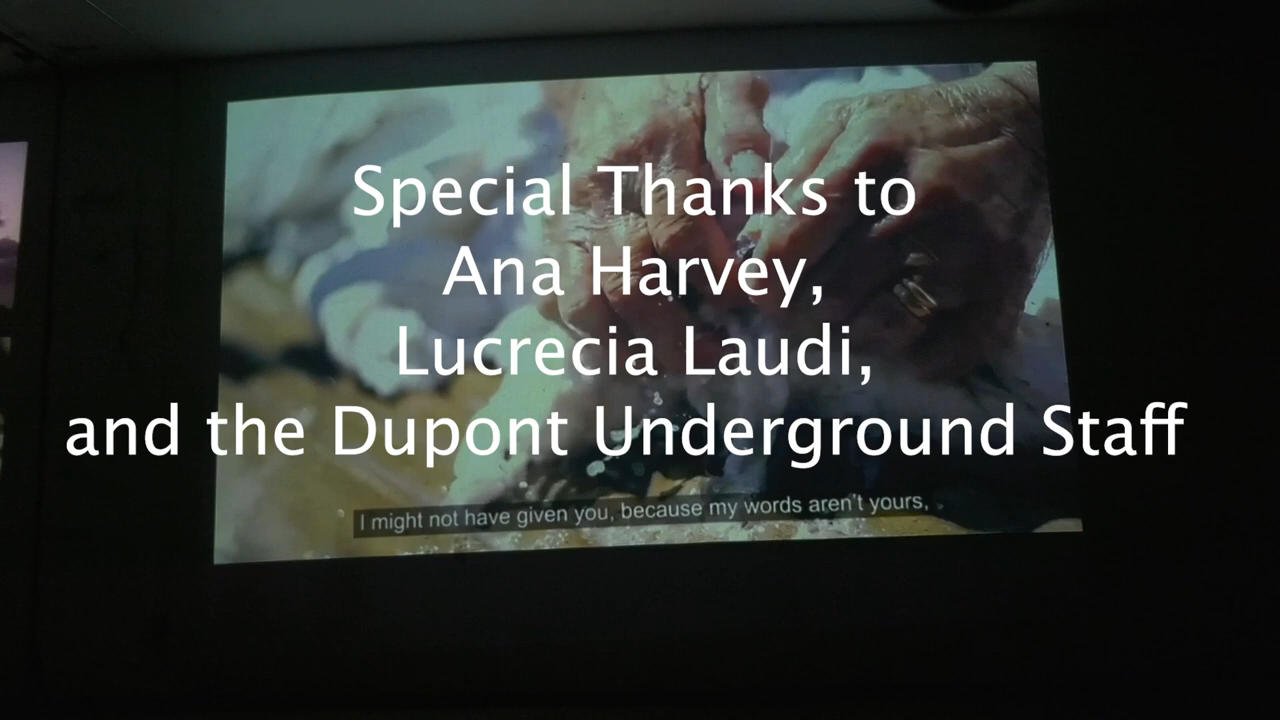 Special Thanks to
Ana Harvey,
Lucrecia Laudi,
and the Dupont Underground Staff
I might not have given you, because my words aren't yours,